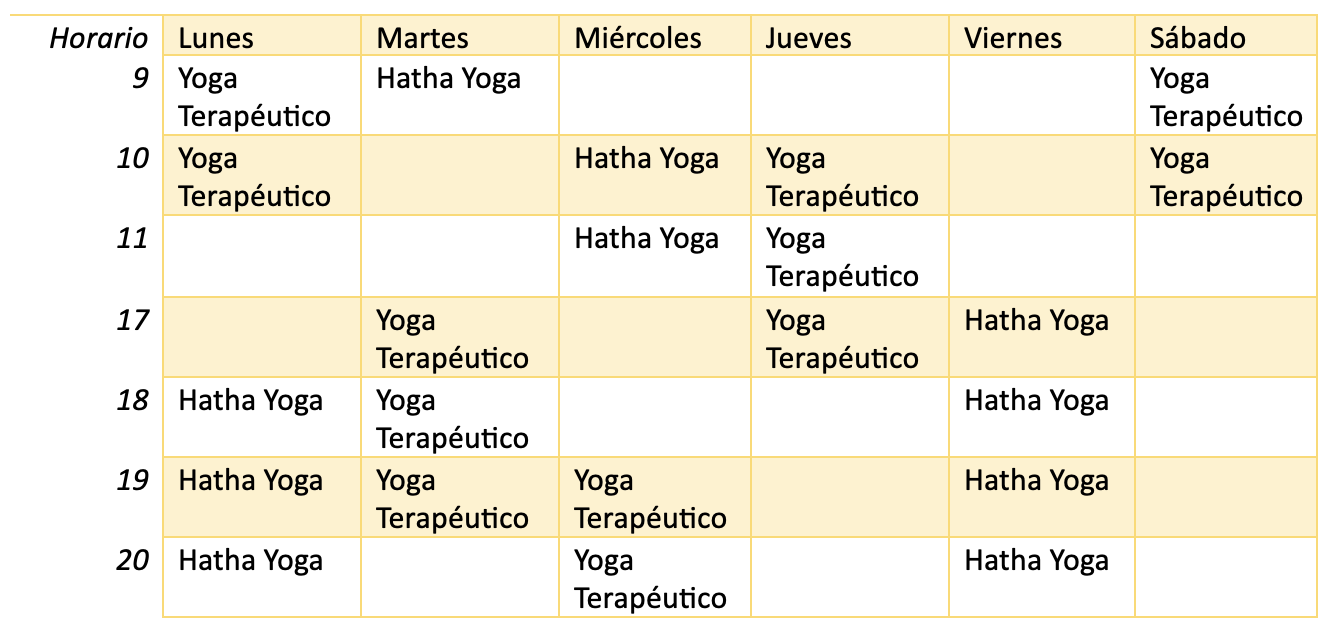 Horario Lunes Martes Miércoles Jueves Viernes Sábado
9 Yoga Hatha Yoga Yoga
Terapéutico Terapéutico
10 Yoga Hatha Yoga Yoga Yoga
Terapéutico Terapéutico Terapéutico
11 Hatha Yoga Yoga
Terapéutico
17 Yoga Yoga Hatha Yoga
Terapéutico Terapéutico
18 Hatha Yoga Yoga Hatha Yoga
Terapéutico
19 Hatha Yoga Yoga Yoga Hatha Yoga
Terapéutico Terapéutico
20 Hatha Yoga Yoga Hatha Yoga
Terapéutico